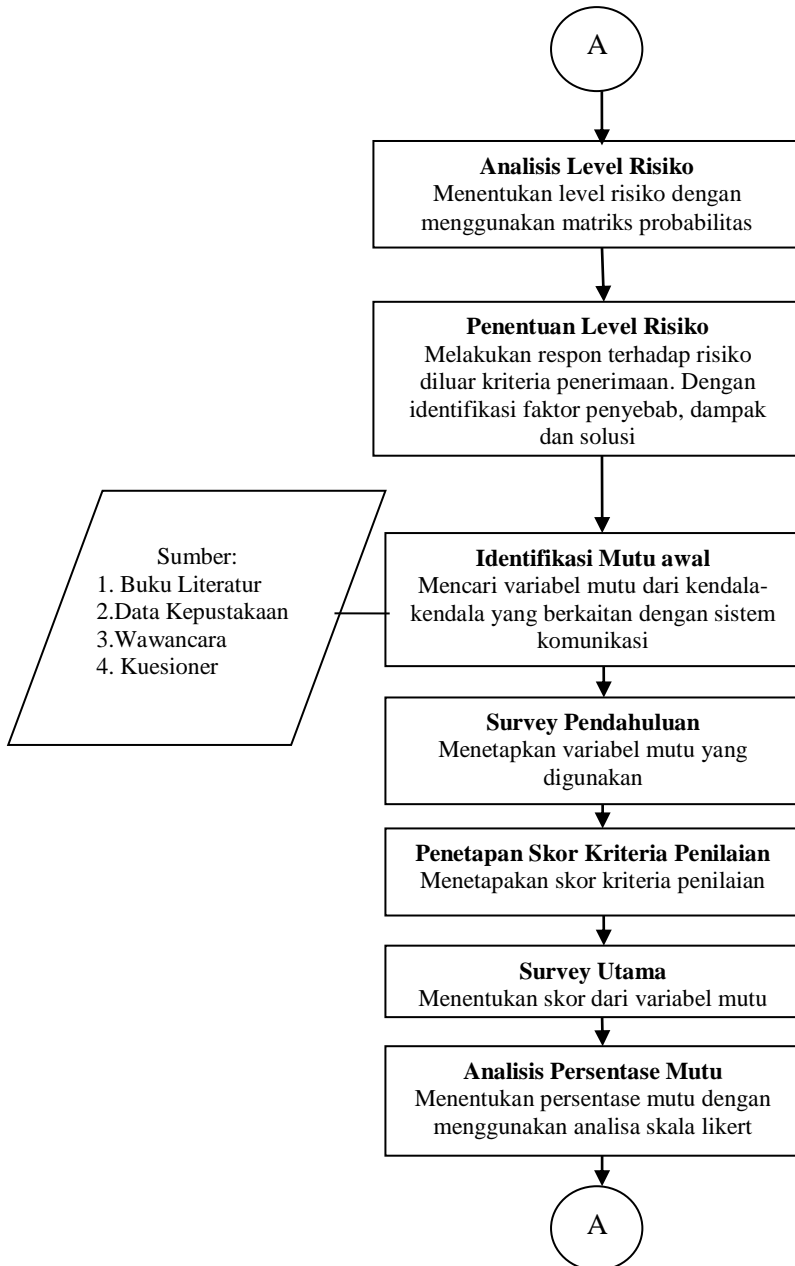 A
Analisis Level Risiko
Menentukan level risiko dengan
menggunakan matriks probabilitas
Penentuan Level Risiko
Melakukan respon terhadap risiko
diluar kriteria penerimaan. Dengan
identifikasi faktor penyebab, dampak
dan solusi
Sumber:
1. Buku Literatur
2.Data Kepustakaan
3.Wawancara
4. Kuesioner
Identifikasi Mutu awal
Mencari variabel mutu dari kendala-
kendala yang berkaitan dengan sistem
komunikasi
Survey Pendahuluan
Menetapkan variabel mutu yang
digunakan
Penetapan Skor Kriteria Penilaian
Menetapakan skor kriteria penilaian
Survey Utama
Menentukan skor dari variabel mutu
Analisis Persentase Mutu
Menentukan persentase mutu dengan
menggunakan analisa skala likert
A